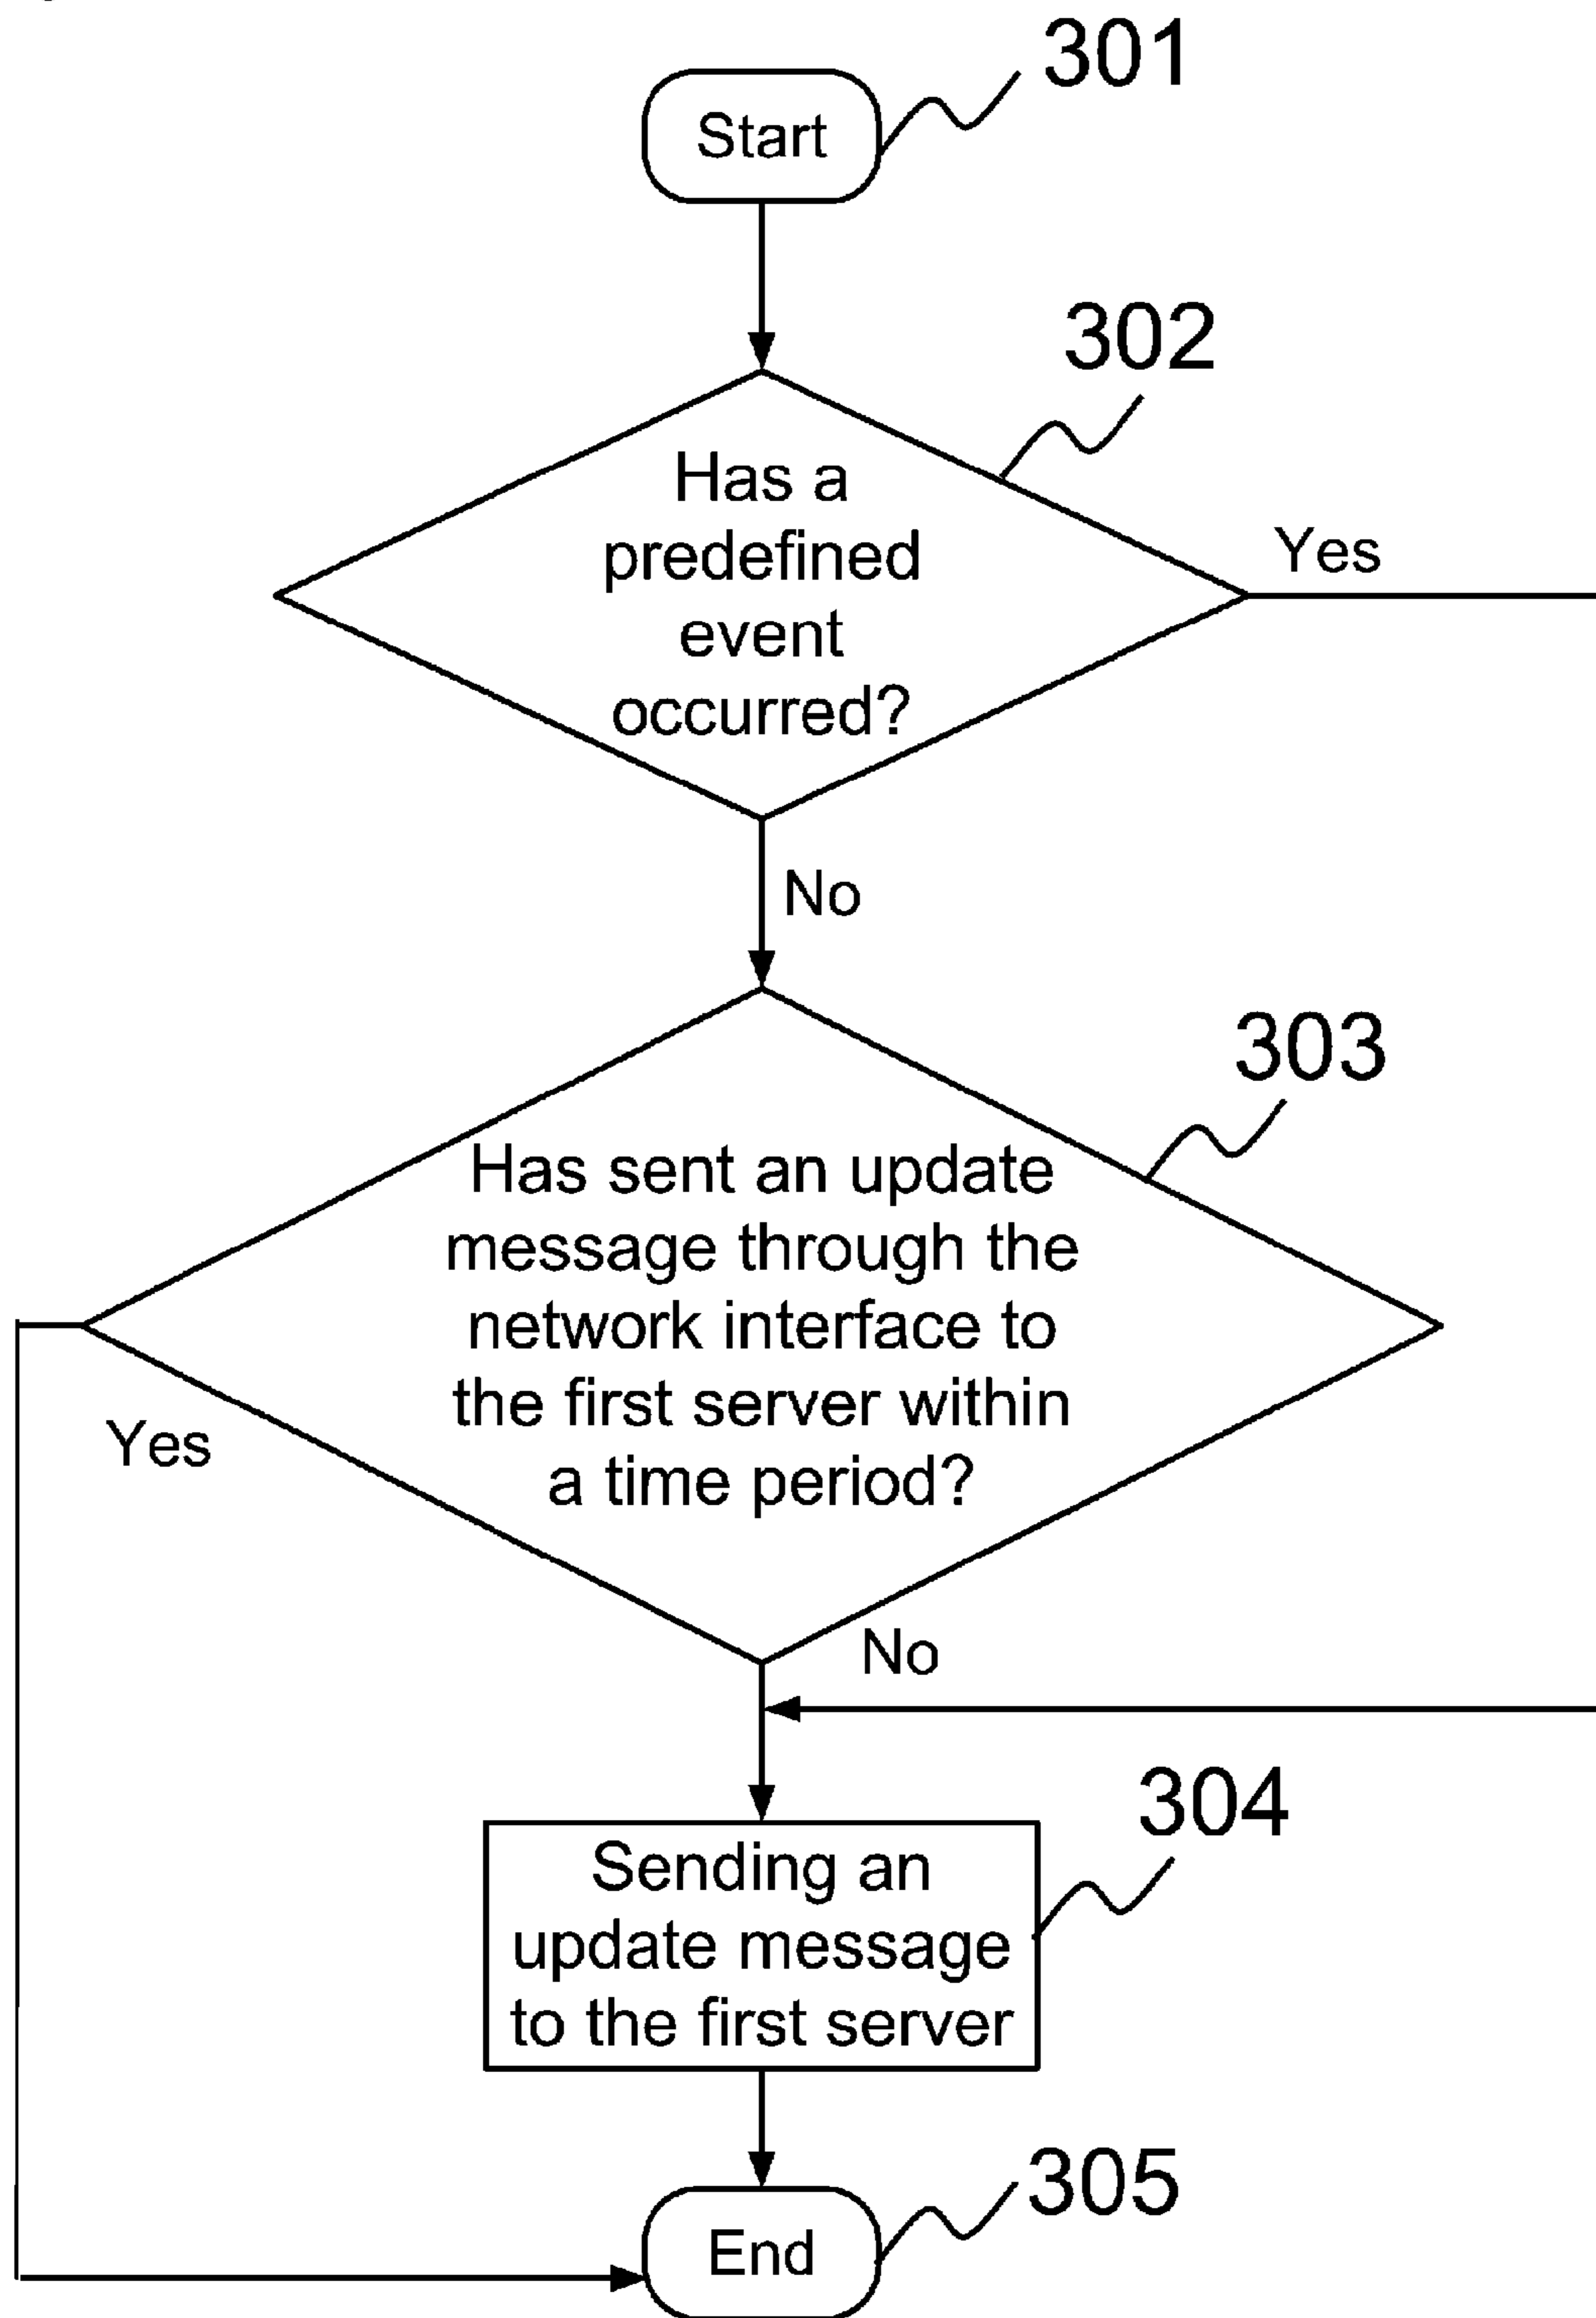 301
Start
302
Has a
predefined
event
occurred?
Yes
No
303
Has sent an update
message through the
network interface to
the first server within
a time period?
Yes
No
304
Sending an
update message
to the first server
305
End